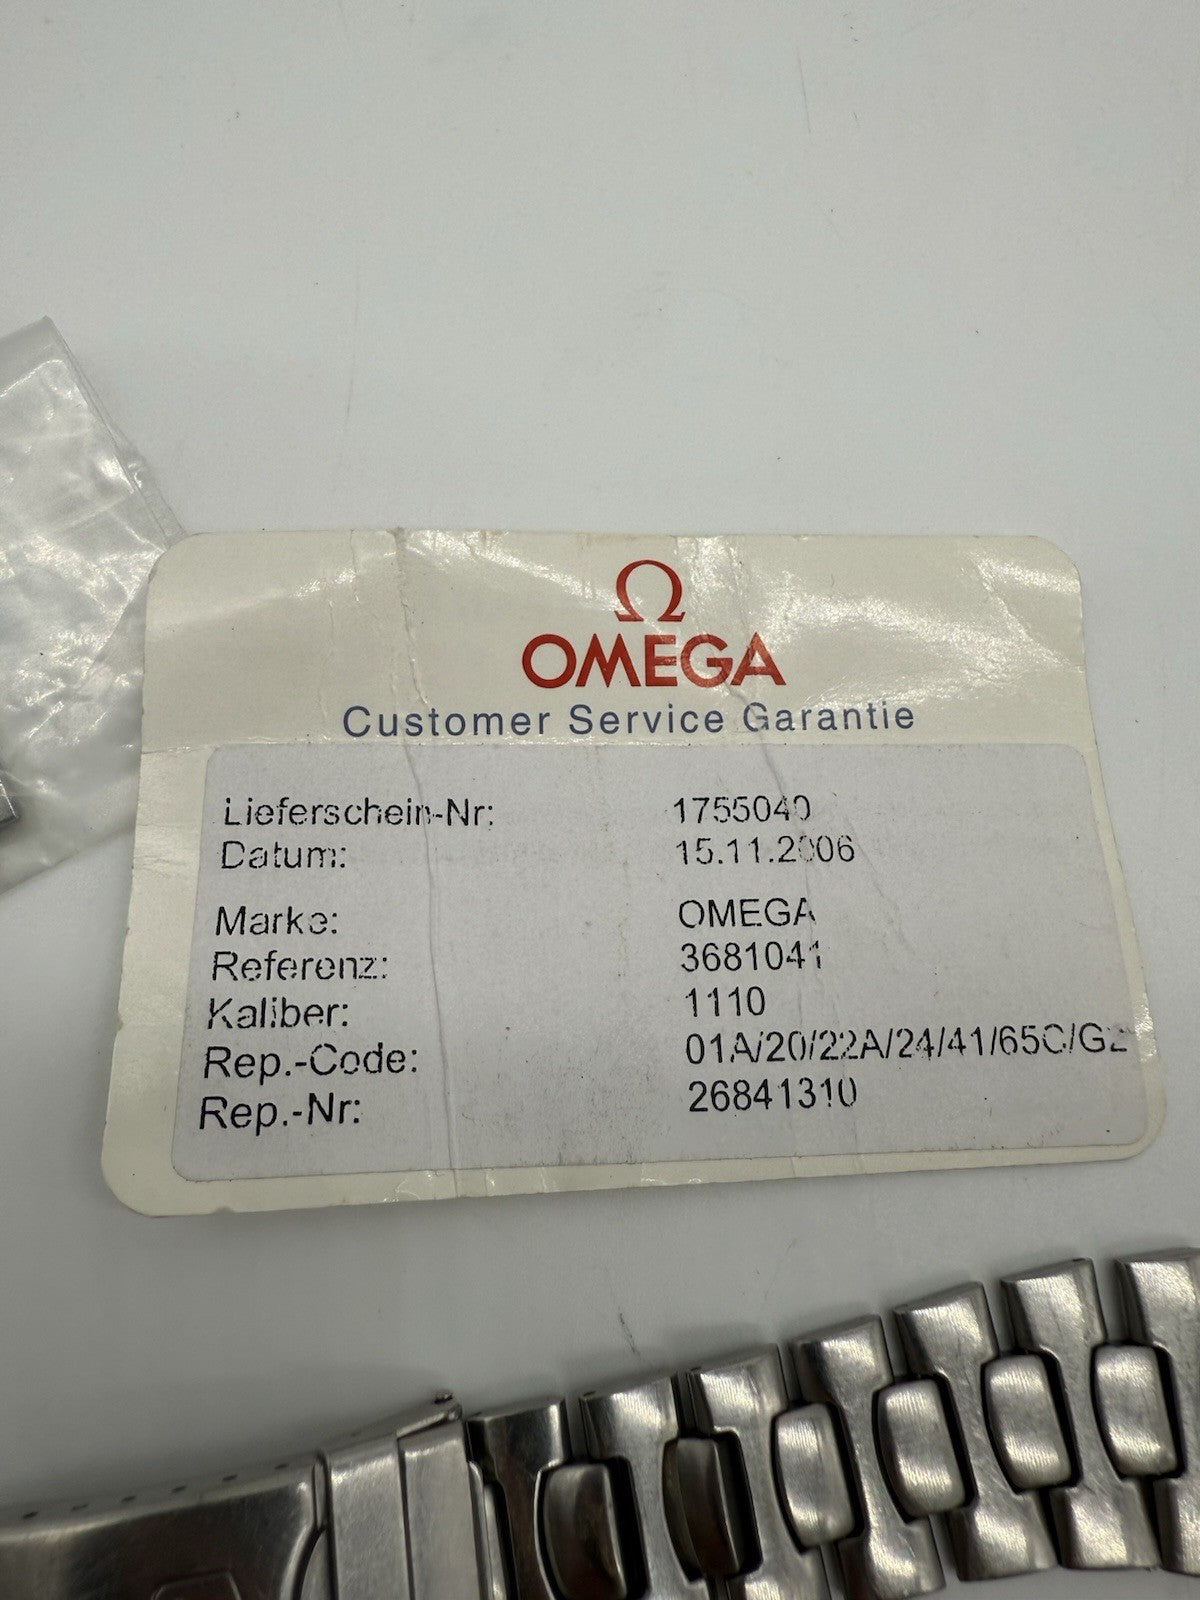 Ω
OMEGA
Customer Service Garantie
Lieferschein-Nr: 1755040
Datum: 15.11.2006
Marke: OMEGA
Referenz: 3681041
Kaliber: 1110
Rep.-Code: 01A/20/22A/24/41/65C/G2
Rep.-Nr: 26841310